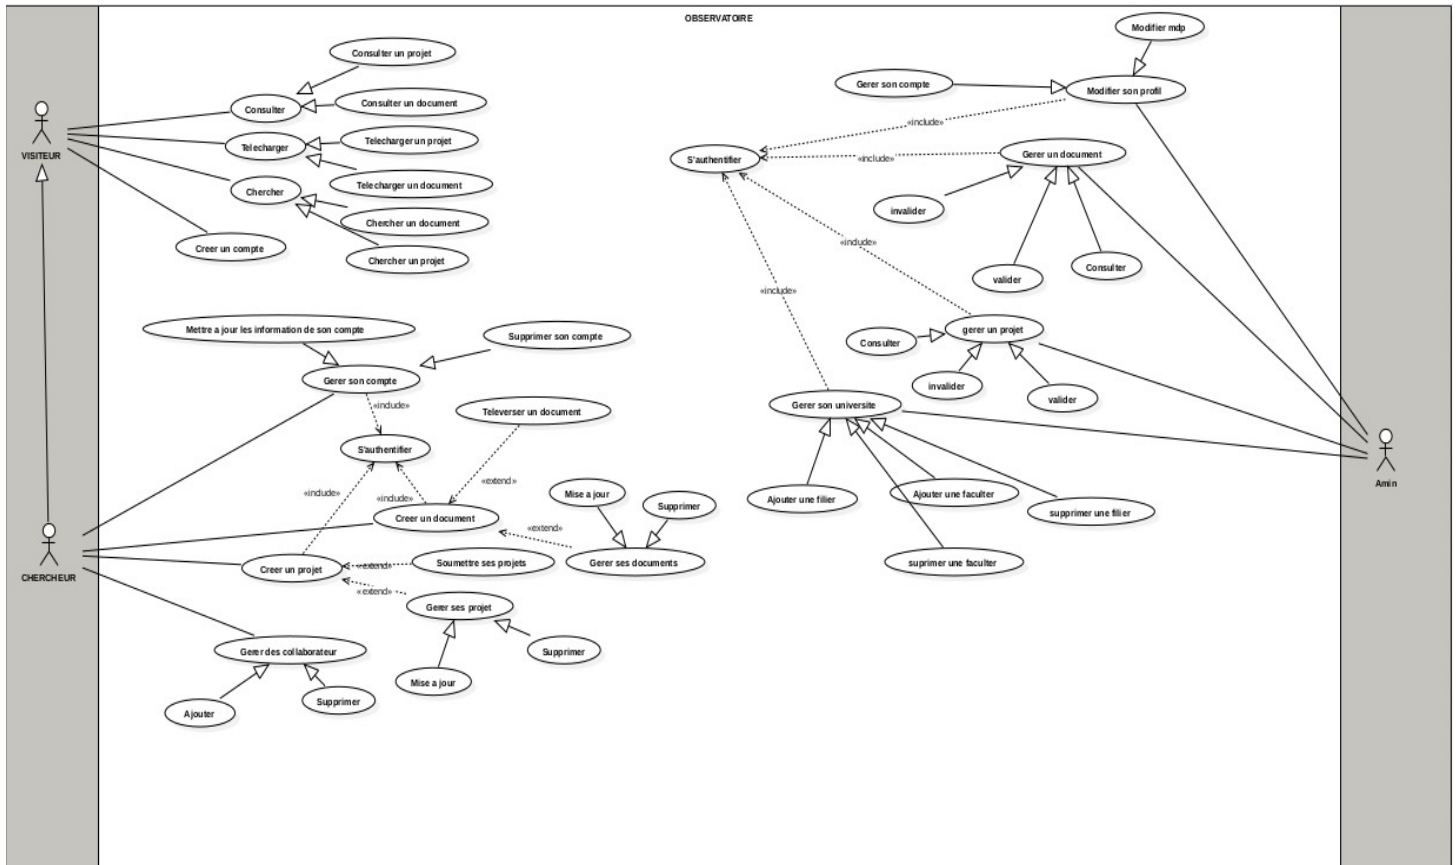 OBSERVATOIRE
VISITEUR
Consulter un projet
Consulter
Consulter un document
Telecharger
Telecharger un projet
Telecharger un document
Chercher
Chercher un document
Chercher un projet
Creer un compte
Mettre a jour les information de son compte
Supprimer son compte
Gerer son compte
«include»
Televerser un document
S'authentifier
«include»
«include»
«extend»
Creer un document
Mise a jour
Supprimer
«extend»
Gerer ses documents
CHERCHEUR
Creer un projet
«extend»
Soumettre ses projets
«extend»
Gerer ses projet
Supprimer
Mise a jour
Gerer des collaborateur
Ajouter
Supprimer
Modifier mdp
Gerer son compte
Modifier son profil
«include»
S'authentifier
«include»
Gerer un document
invalider
valider
Consulter
«include»
«include»
gerer un projet
Consulter
invalider
valider
Gerer son universite
Ajouter une filier
Ajouter une faculter
supprimer une filier
suprimer une faculter
Amin